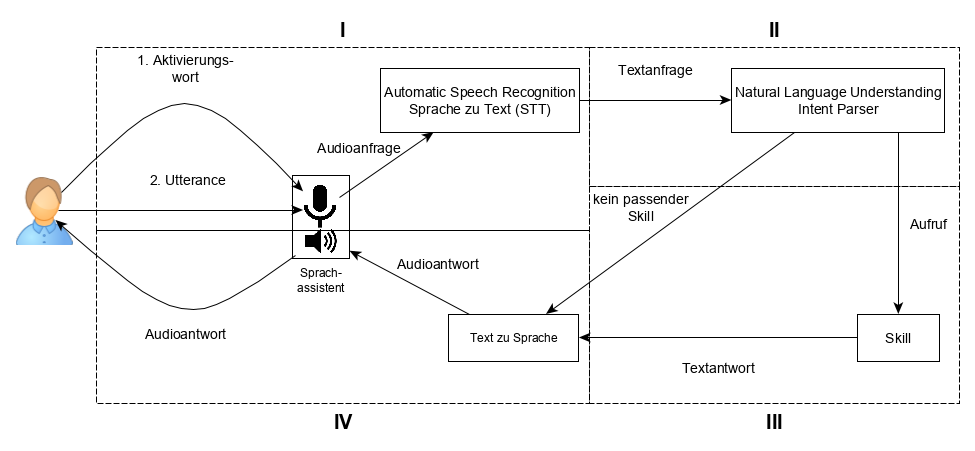 I
II
1. Aktivierungs-
wort
Automatic Speech Recognition
Sprache zu Text (STT)
Textanfrage
Natural Language Understanding
Intent Parser
Audioanfrage
2. Utterance
kein passender
Skill
Aufruf
Audioantwort
Sprach-
assistent
Audioantwort
Text zu Sprache
Skill
Textantwort
IV
III